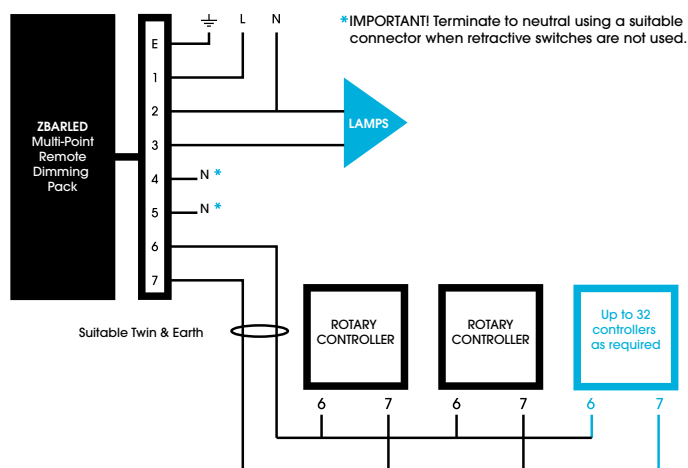 L N
*IMPORTANT! Terminate to neutral using a suitable
connector when retractive switches are not used.
E
1
2
3
4 N *
5 N *
6
7
ZBARLED
Multi-Point
Remote
Dimming
Pack
LAMPS
Suitable Twin & Earth
ROTARY
CONTROLLER
ROTARY
CONTROLLER
Up to 32
controllers
as required
6 7 6 7 6 7